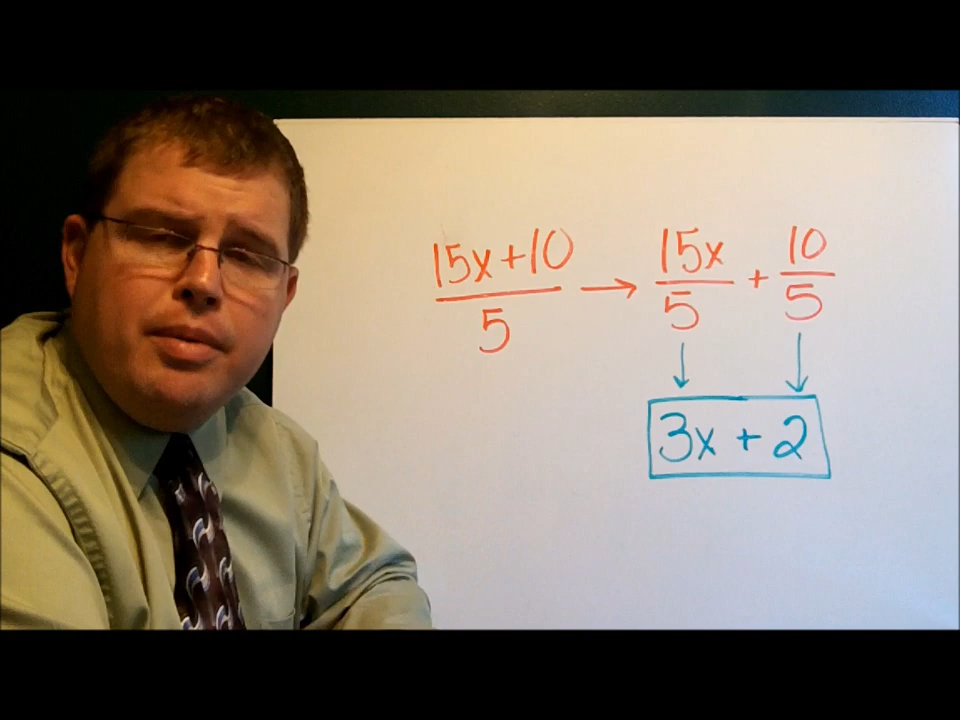 15x+10 / 5 → 15x / 5 + 10 / 5
↓ ↓
3x + 2